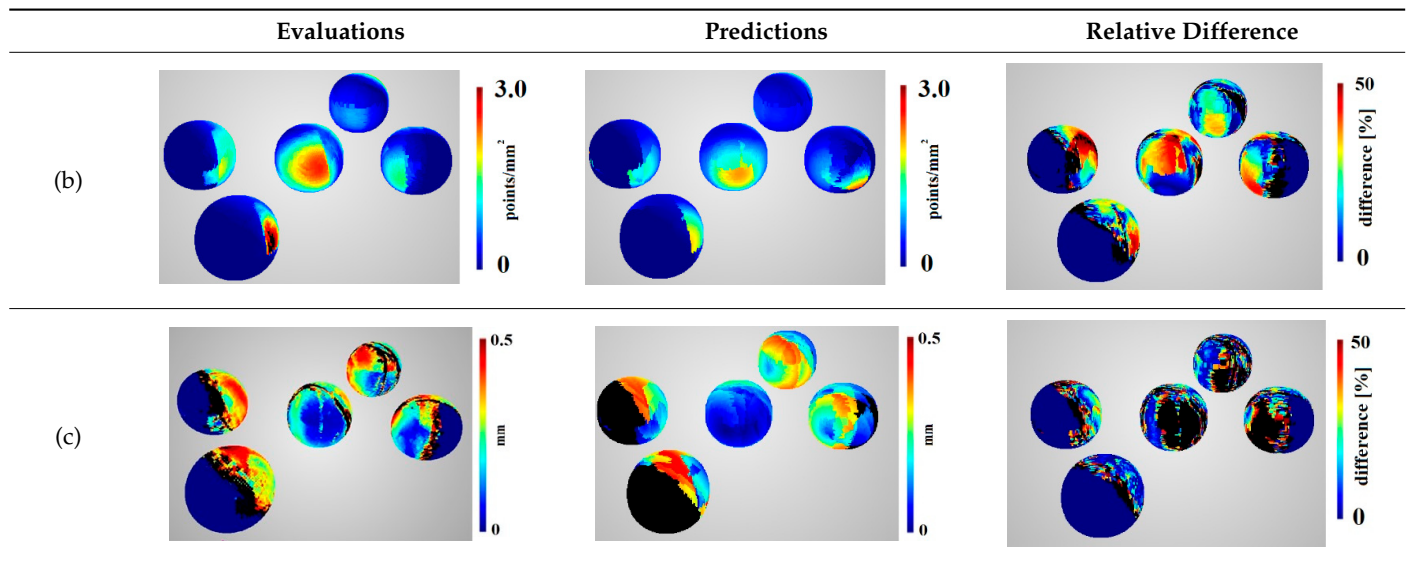 Evaluations Predictions Relative Difference
(b)
3.0
points/mm²
0
3.0
points/mm²
0
50
difference [%]
0
(c)
0.5
mm
0
0.5
mm
0
50
difference [%]
0